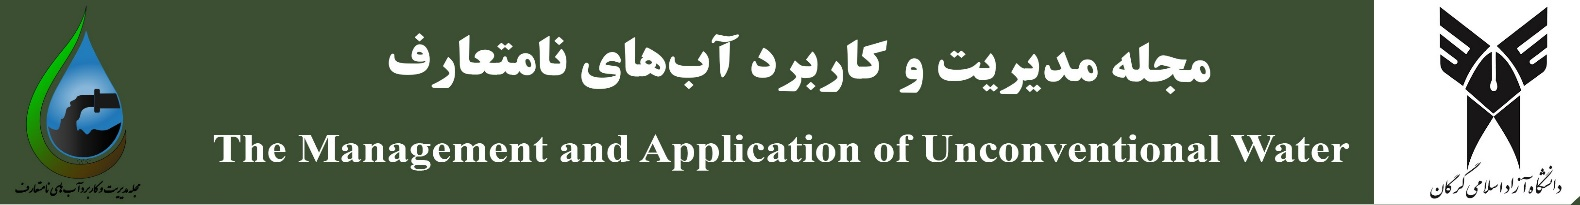 مجله مدیریت و کاربرد آب‌های نامتعارف
The Management and Application of Unconventional Water
مجله مدیریت و کاربرد آب های نامتعارف
دانشگاه آزاد اسلامی گرگان